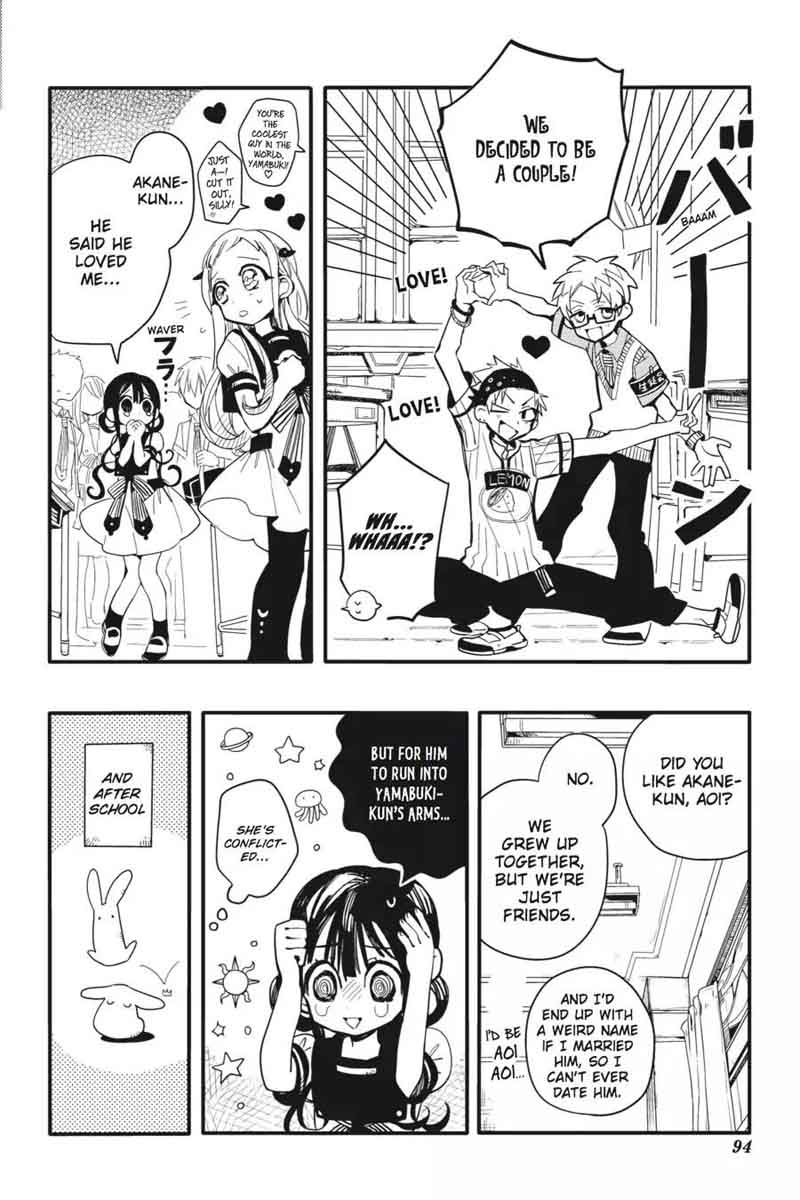 WE
DECIDED TO BE
A COUPLE!
バ
BAAAM
ー
ン
LOVE!
LOVE!
LEMON
WH...
WHAAA!?
YOU'RE
THE
COOLEST
GUY IN THE
WORLD,
YAMABUKI!
♡
JUST
A—!
CUT IT
OUT,
SILLY!
AKANE-
KUN...
HE
SAID HE
LOVED
ME...
WAVER
フラ...
DID YOU
LIKE AKANE-
KUN, AOI?
NO.
WE
GREW UP
TOGETHER,
BUT WE'RE
JUST
FRIENDS.
AND I'D
END UP WITH
A WEIRD NAME
IF I MARRIED
HIM, SO I
CAN'T EVER
DATE HIM.
I'D BE
AOI
AOI...
BUT FOR HIM
TO RUN INTO
YAMABUKI-
KUN'S ARMS...
SHE'S
CONFLICT-
ED...
AND
AFTER
SCHOOL
94